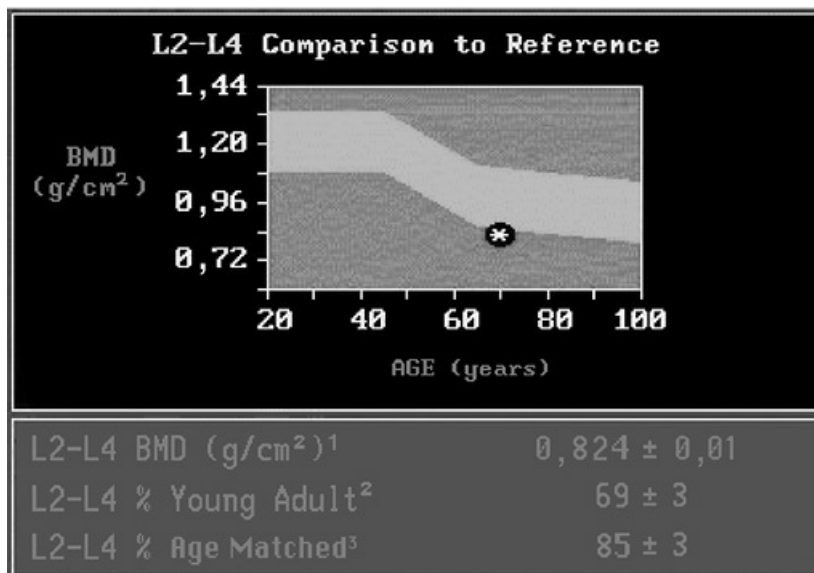 L2-L4 Comparison to Reference
1,44
1,20
0,96
0,72
BMD
(g/cm²)
20 40 60 80 100
AGE (years)
L2-L4 BMD (g/cm²)¹ 0,824 ± 0,01
L2-L4 % Young Adult² 69 ± 3
L2-L4 % Age Matched³ 85 ± 3